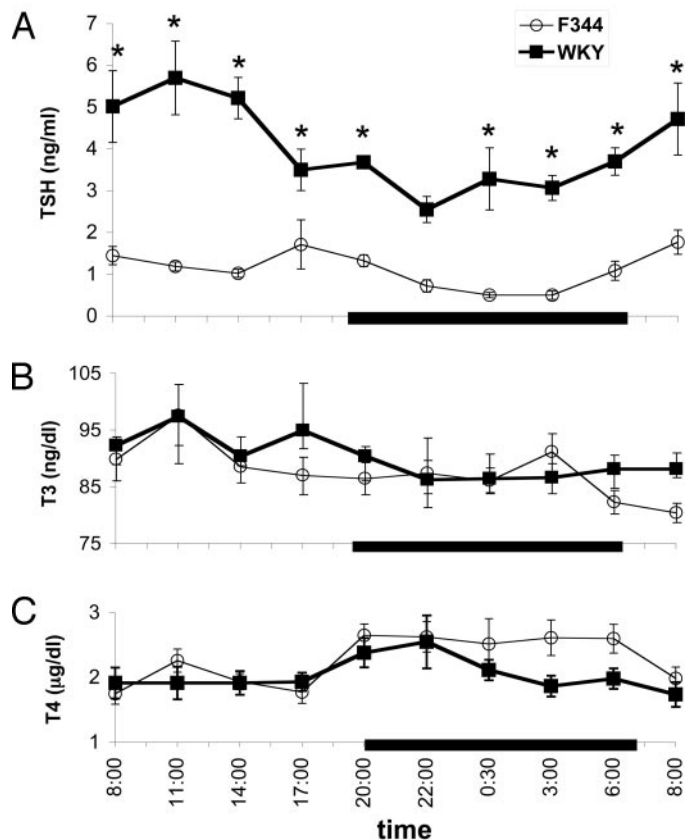 A
F344
WKY
TSH (ng/ml)
7
6
5
4
3
2
1
0
* * * * * * * * *
B
T3 (ng/dl)
105
95
85
75
C
T4 (µg/dl)
3
2
1
8:00 11:00 14:00 17:00 20:00 22:00 0:30 3:00 6:00 8:00
time